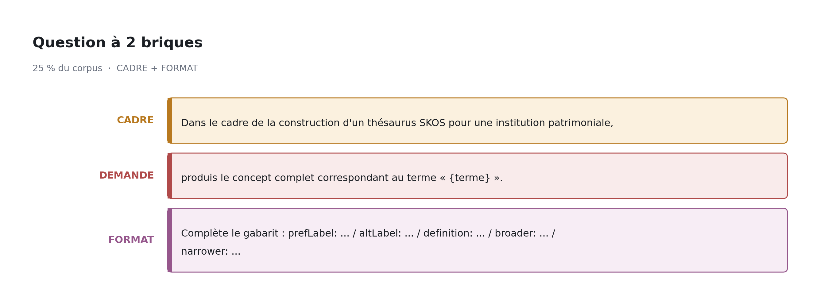 Question à 2 briques
25 % du corpus · CADRE + FORMAT
CADRE
Dans le cadre de la construction d'un thésaurus SKOS pour une institution patrimoniale,
DEMANDE
produis le concept complet correspondant au terme « {terme} ».
FORMAT
Complète le gabarit : prefLabel: ... / altLabel: ... / definition: ... / broader: ... /
narrower: ...